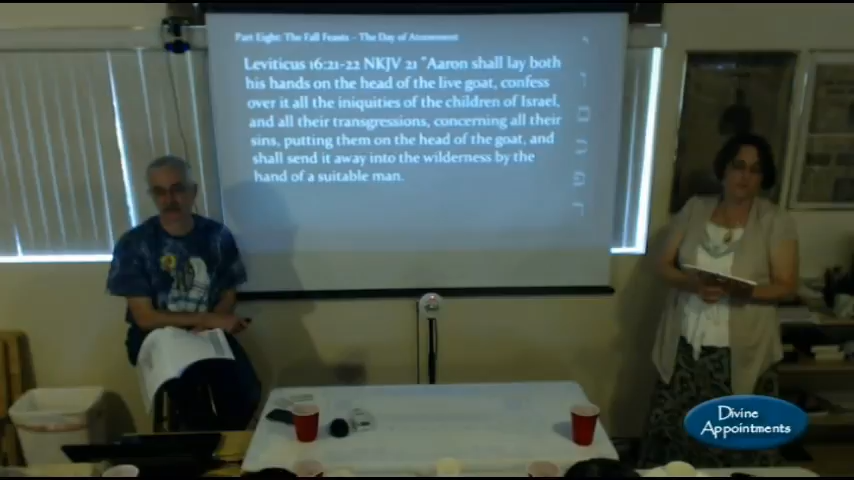 Part Eight: The Fall Feasts – The Day of Atonement
Leviticus 16:21-22 NKJV 21 "Aaron shall lay both
his hands on the head of the live goat, confess
over it all the iniquities of the children of Israel,
and all their transgressions, concerning all their
sins, putting them on the head of the goat, and
shall send it away into the wilderness by the
hand of a suitable man.
Divine
Appointments